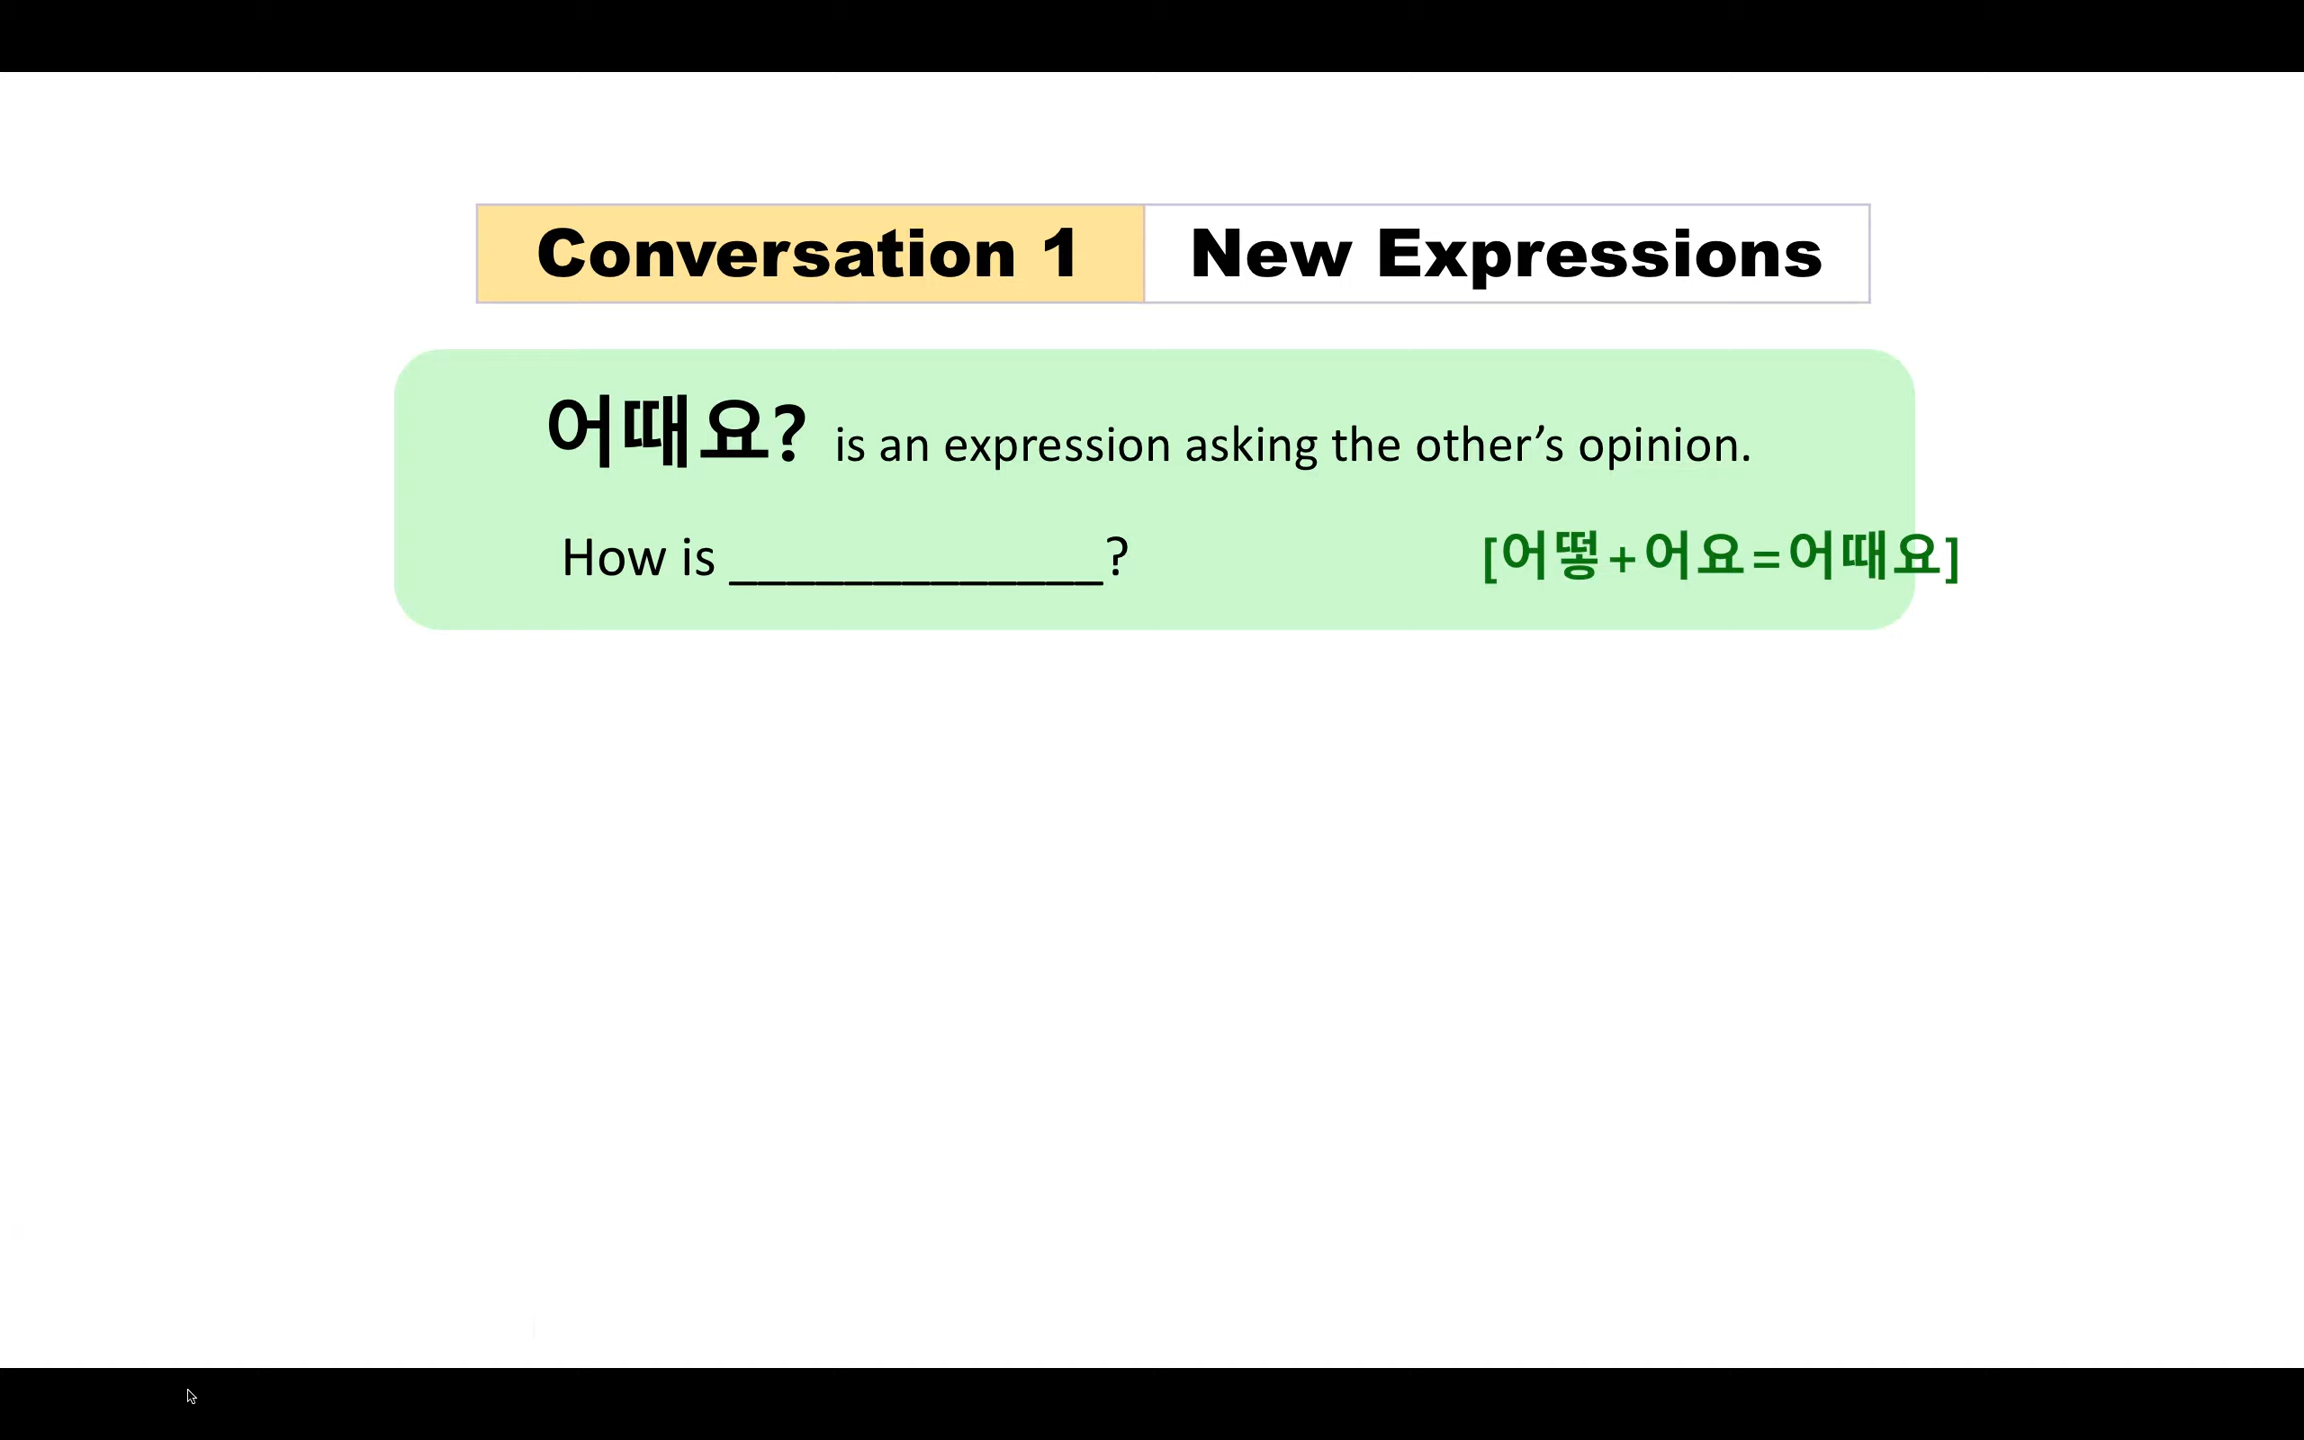 Conversation 1 New Expressions
어때요? is an expression asking the other’s opinion.
How is _____________? [어떻+어요=어때요]